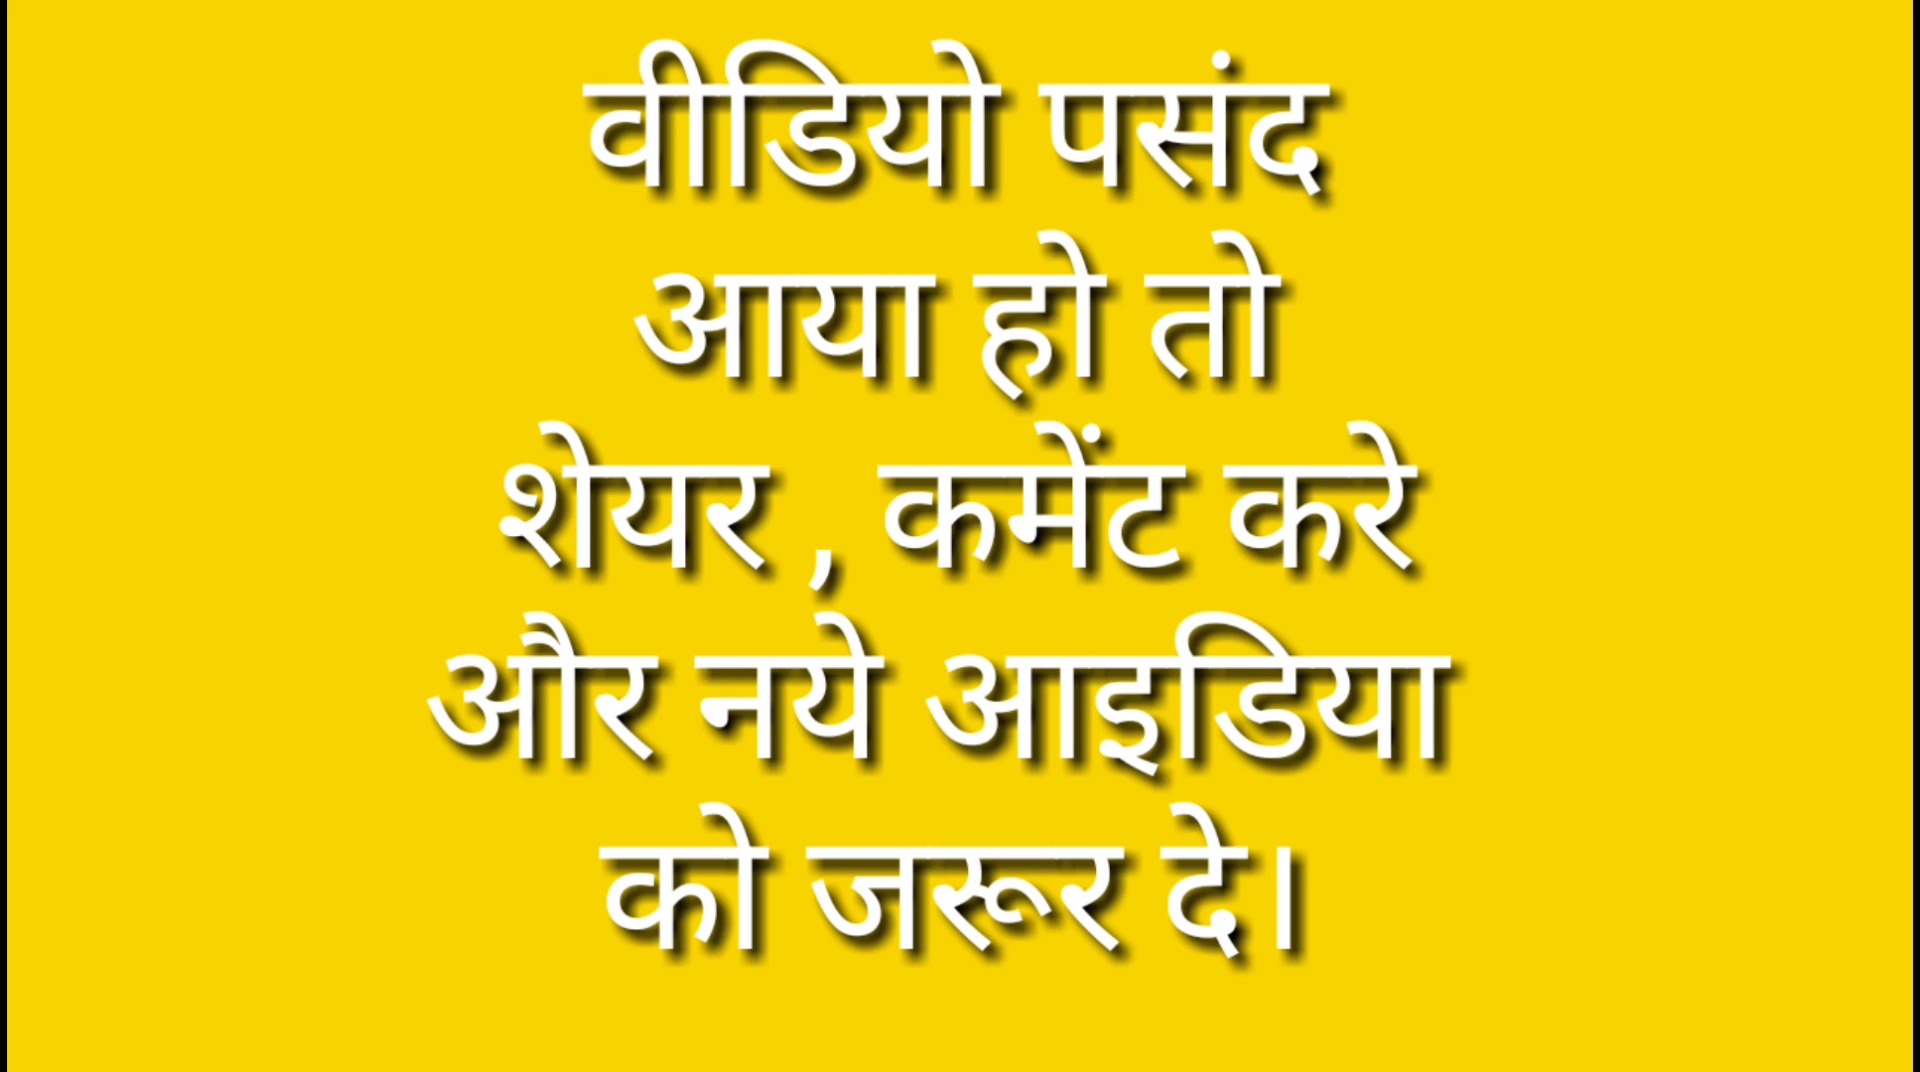 वीडियो पसंद
आया हो तो
शेयर , कमेंट करे
और नये आइडिया
को जरूर दे।